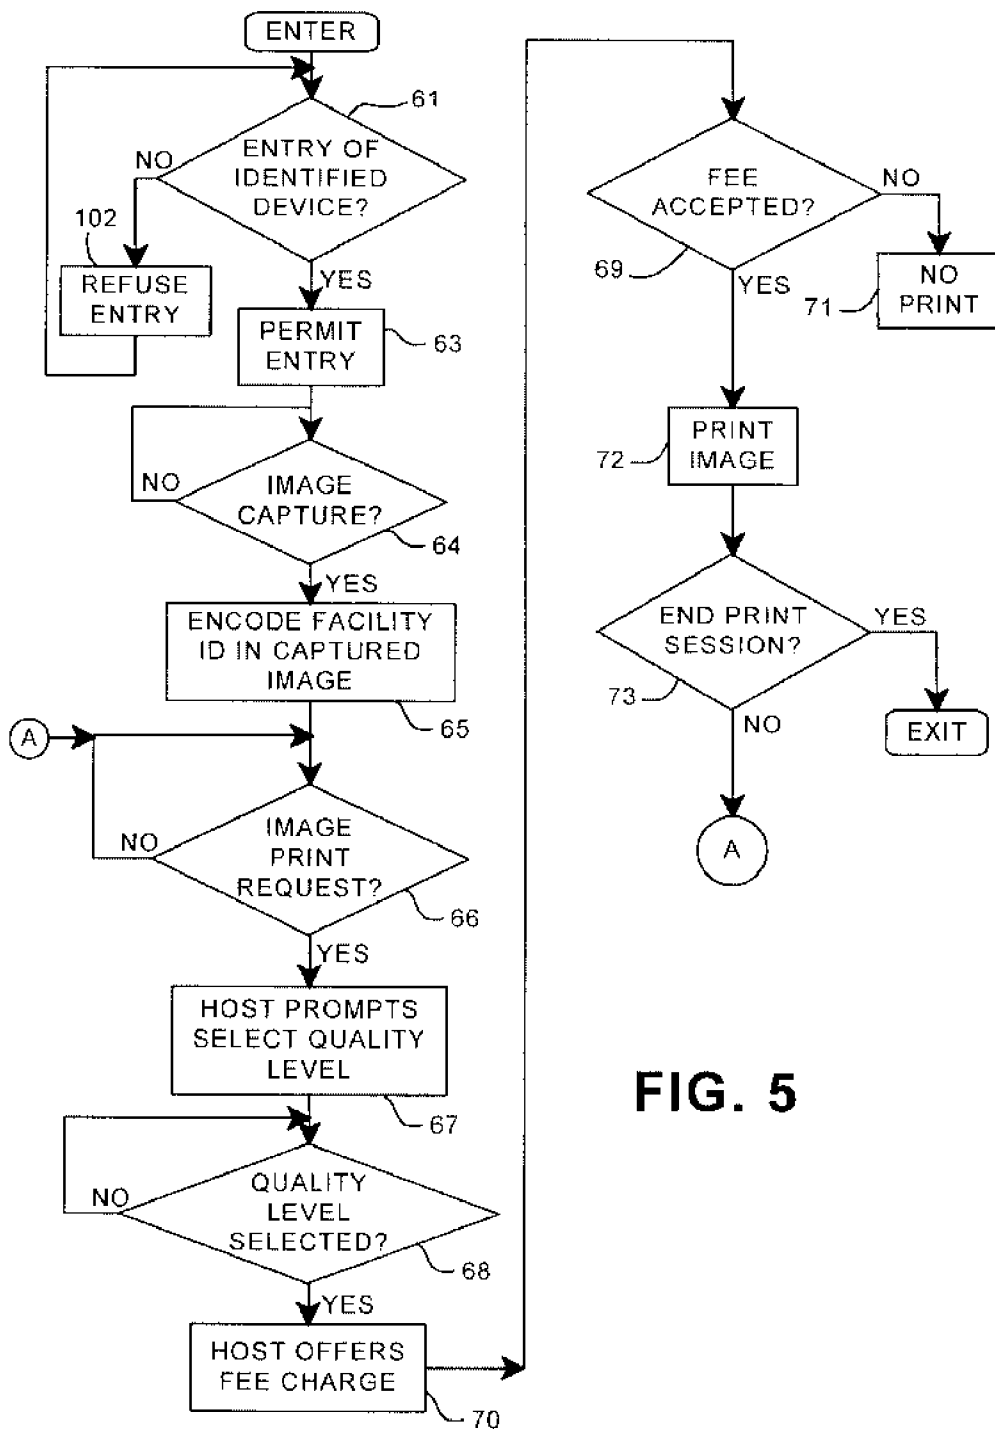 ENTER
61
ENTRY OF
IDENTIFIED
DEVICE?
NO
102
REFUSE
ENTRY
YES
PERMIT
ENTRY
63
IMAGE
CAPTURE?
NO
64
YES
ENCODE FACILITY
ID IN CAPTURED
IMAGE
65
A
IMAGE
PRINT
REQUEST?
NO
66
YES
HOST PROMPTS
SELECT QUALITY
LEVEL
67
QUALITY
LEVEL
SELECTED?
NO
68
YES
HOST OFFERS
FEE CHARGE
70
FEE
ACCEPTED?
NO
69
YES
NO
PRINT
71
PRINT
IMAGE
72
END PRINT
SESSION?
YES
73
NO
EXIT
A
FIG. 5